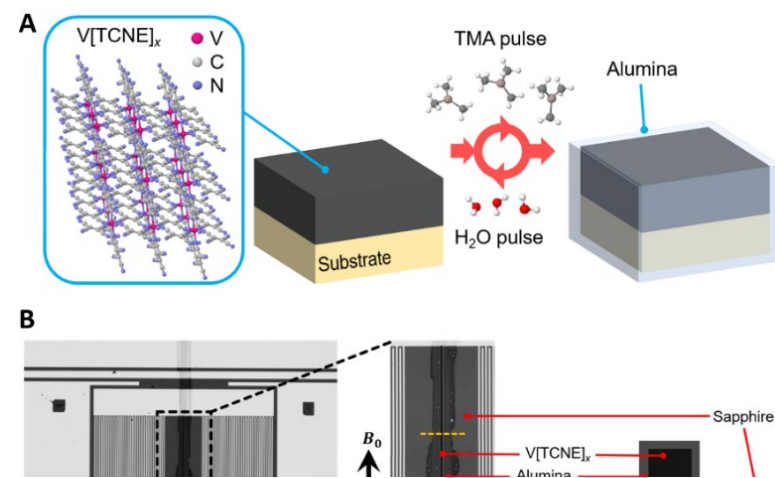 A
V[TCNE]x
V
C
N
TMA pulse
Alumina
Substrate
H2O pulse
B
B0
Sapphire
V[TCNE]x
Alumina